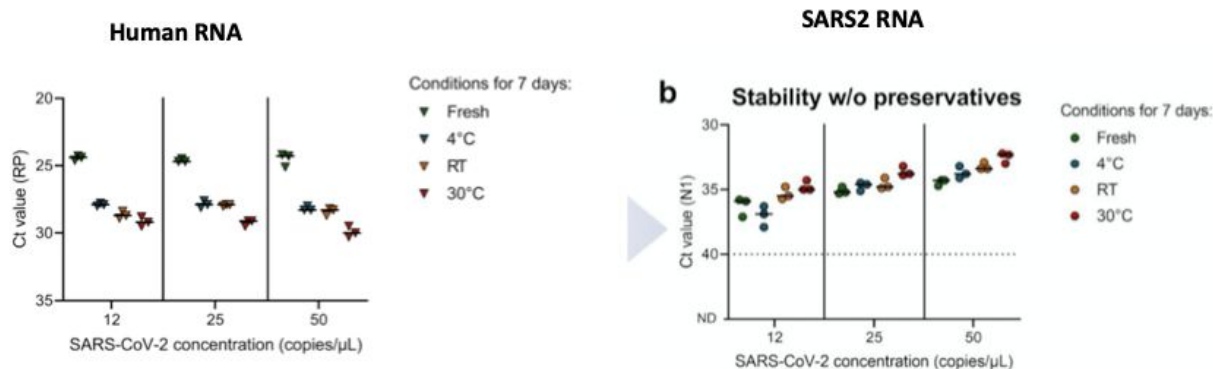 Human RNA
Ct value (RP)
20
25
30
35
12
25
50
SARS-CoV-2 concentration (copies/µL)
Conditions for 7 days:
Fresh
4°C
RT
30°C
SARS2 RNA
b
Stability w/o preservatives
Ct value (N1)
30
35
40
ND
12
25
50
SARS-CoV-2 concentration (copies/µL)
Conditions for 7 days:
Fresh
4°C
RT
30°C